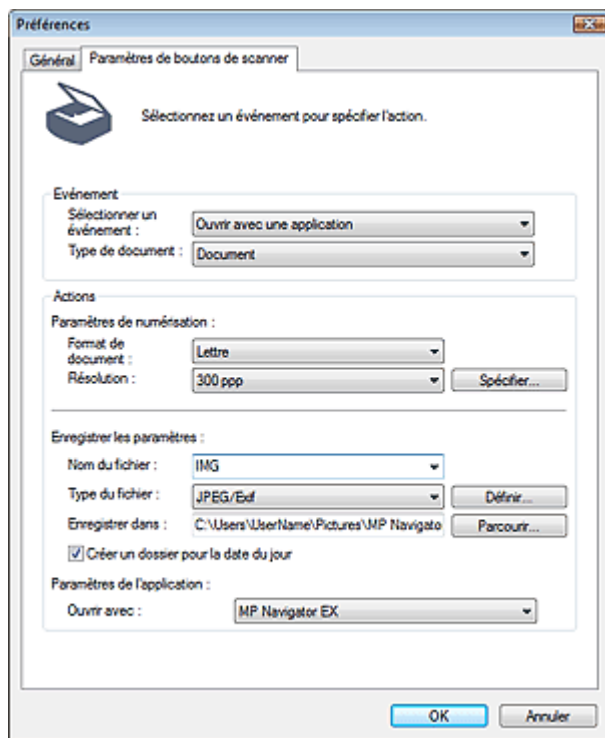 Préférences
Général
Paramètres de boutons de scanner
Sélectionnez un événement pour spécifier l'action.
Evénement
Sélectionner un
événement :
Ouvrir avec une application
Type de document :
Document
Actions
Paramètres de numérisation :
Format de
document :
Lettre
Résolution :
300 ppp
Spécifier...
Enregistrer les paramètres :
Nom du fichier :
IMG
Type du fichier :
JPEG/Exif
Définir...
Enregistrer dans :
C:\Users\UserName\Pictures\MP Navigato
Parcourir...
Créer un dossier pour la date du jour
Paramètres de l'application :
Ouvrir avec :
MP Navigator EX
OK
Annuler